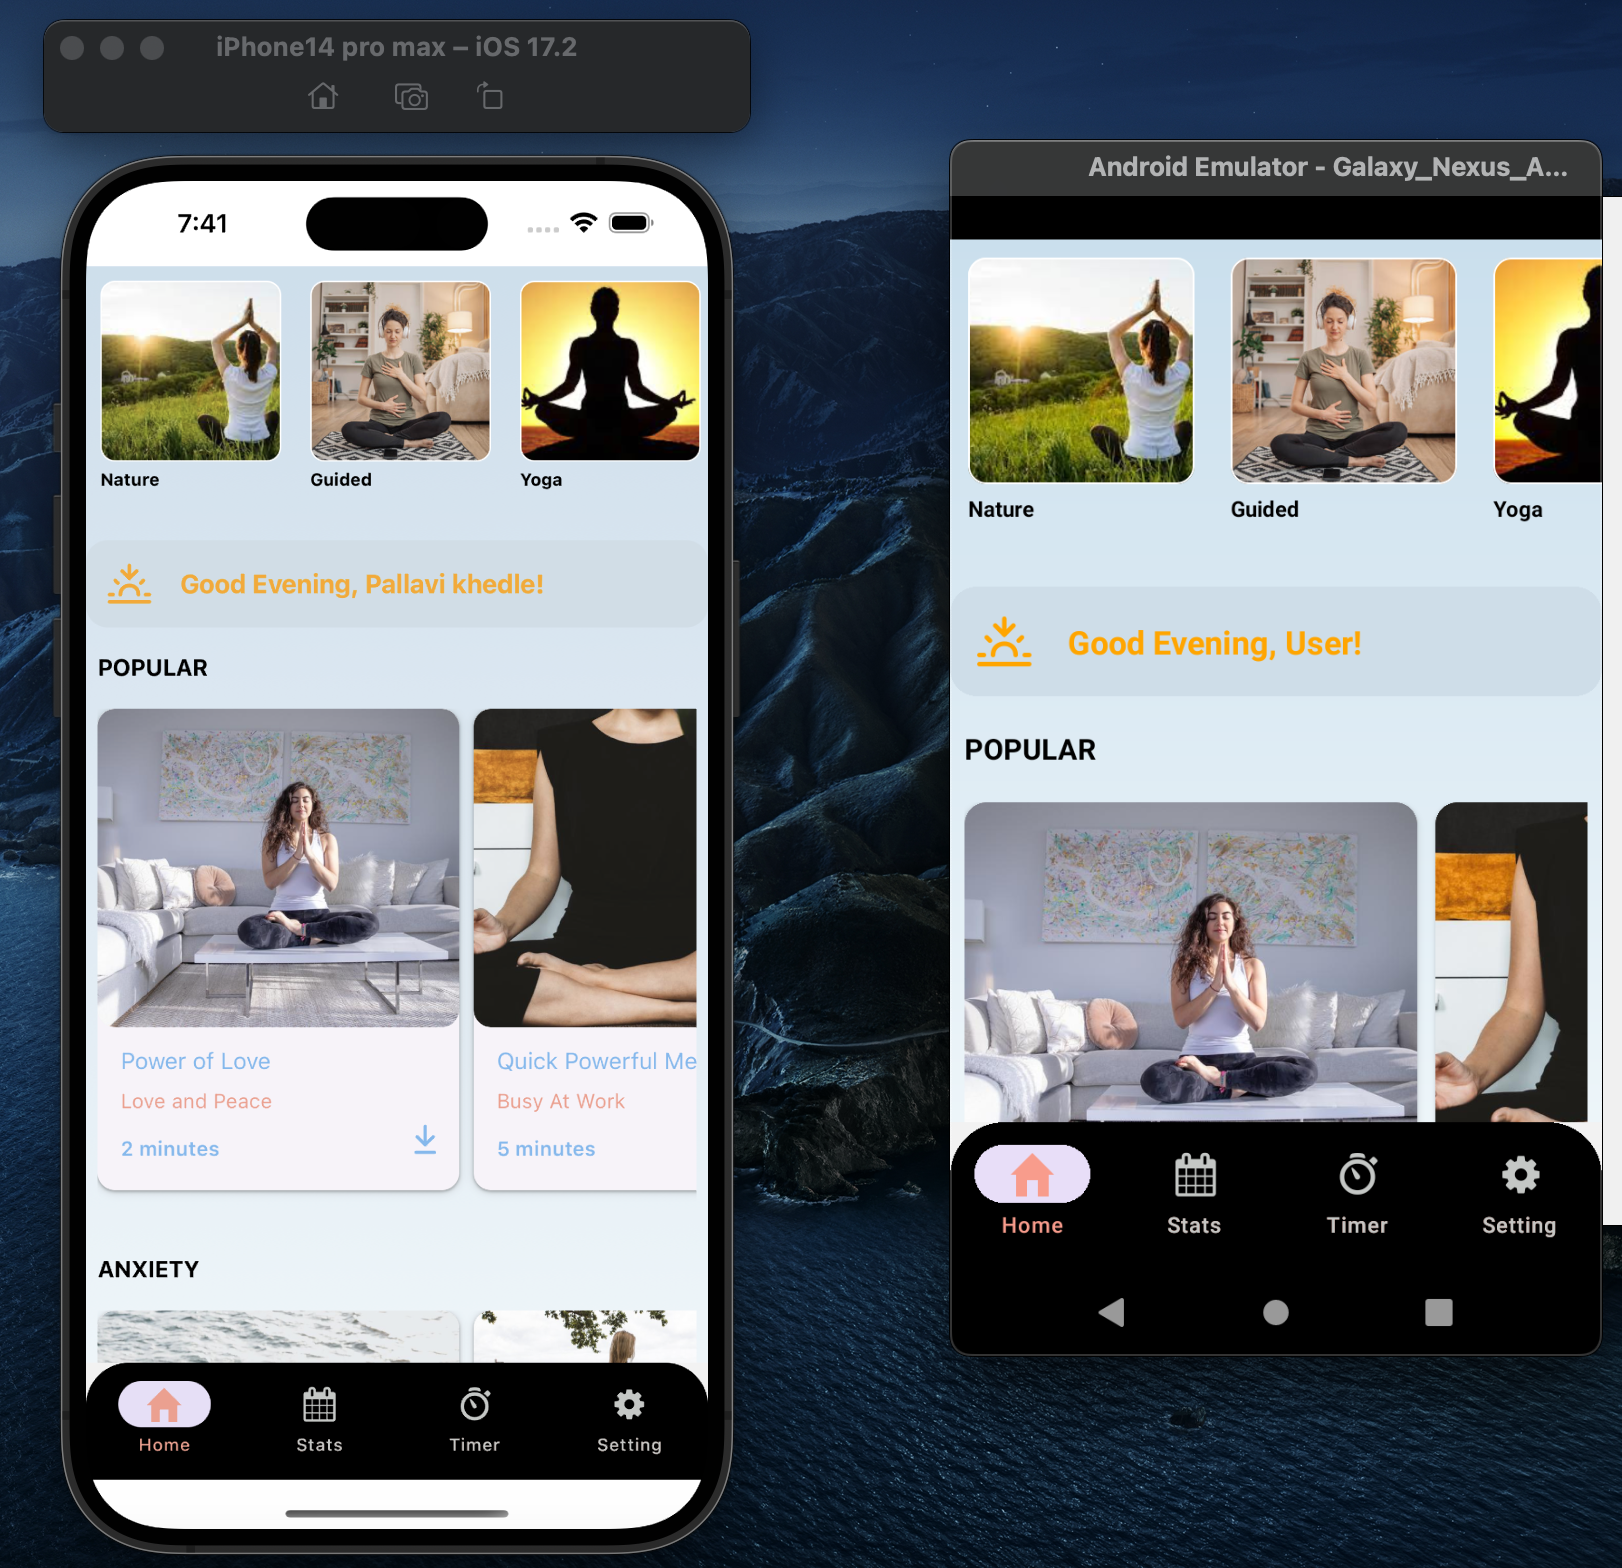 iPhone14 pro max – iOS 17.2
7:41
Nature
Guided
Yoga
Good Evening, Pallavi khedle!
POPULAR
Power of Love
Love and Peace
2 minutes
Quick Powerful Me
Busy At Work
5 minutes
ANXIETY
Home
Stats
Timer
Setting
Android Emulator - Galaxy_Nexus_A...
Nature
Guided
Yoga
Good Evening, User!
POPULAR
Home
Stats
Timer
Setting